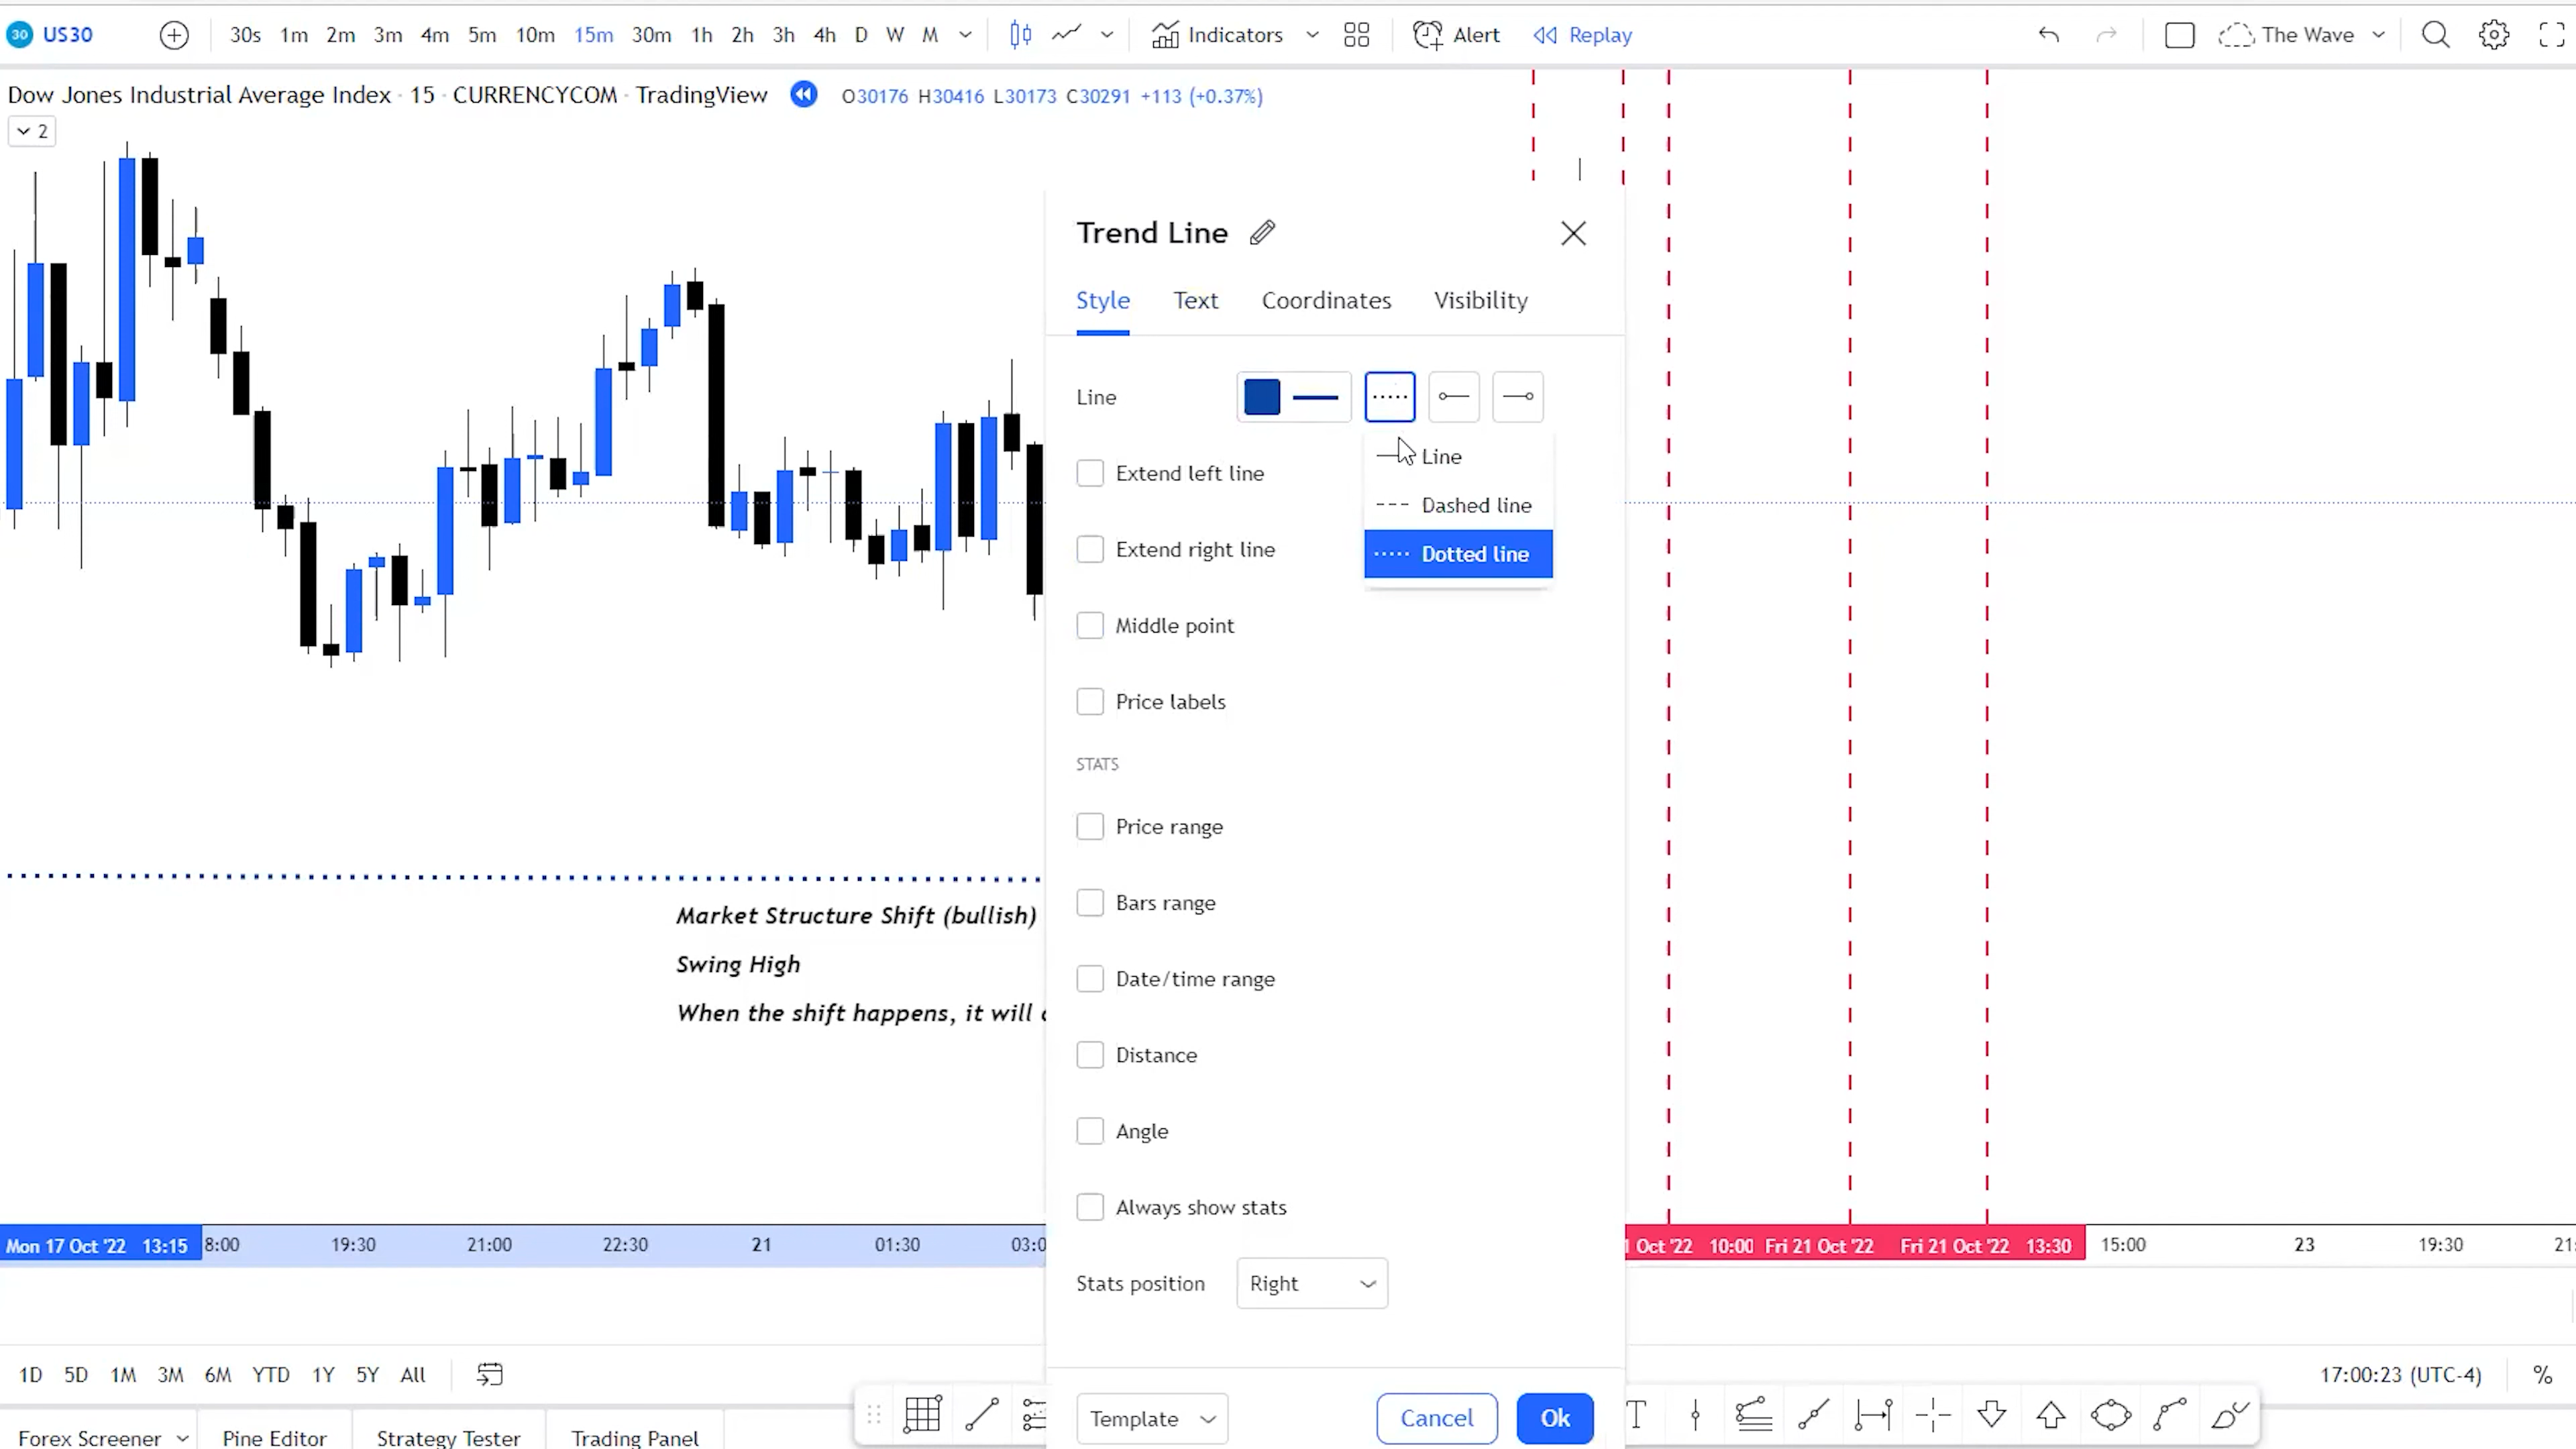 30 US30 30s 1m 2m 3m 4m 5m 10m 15m 30m 1h 2h 3h 4h D W M Indicators Alert Replay The Wave
Dow Jones Industrial Average Index · 15 · CURRENCYCOM · TradingView O30176 H30416 L30173 C30291 +113 (+0.37%)
2
Trend Line
Style Text Coordinates Visibility
Line
Line
Extend left line
Dashed line
Extend right line
Dotted line
Middle point
Price labels
STATS
Price range
Bars range
Market Structure Shift (bullish)
Swing High
Date/time range
When the shift happens, it will
Distance
Angle
Always show stats
Mon 17 Oct '22 13:15 8:00 19:30 21:00 22:30 21 01:30 03:0 1 Oct '22 10:00 Fri 21 Oct '22 Fri 21 Oct '22 13:30 15:00 23 19:30 21:
Stats position Right
1D 5D 1M 3M 6M YTD 1Y 5Y All 17:00:23 (UTC-4) %
Template Cancel Ok
Forex Screener Pine Editor Strategy Tester Trading Panel